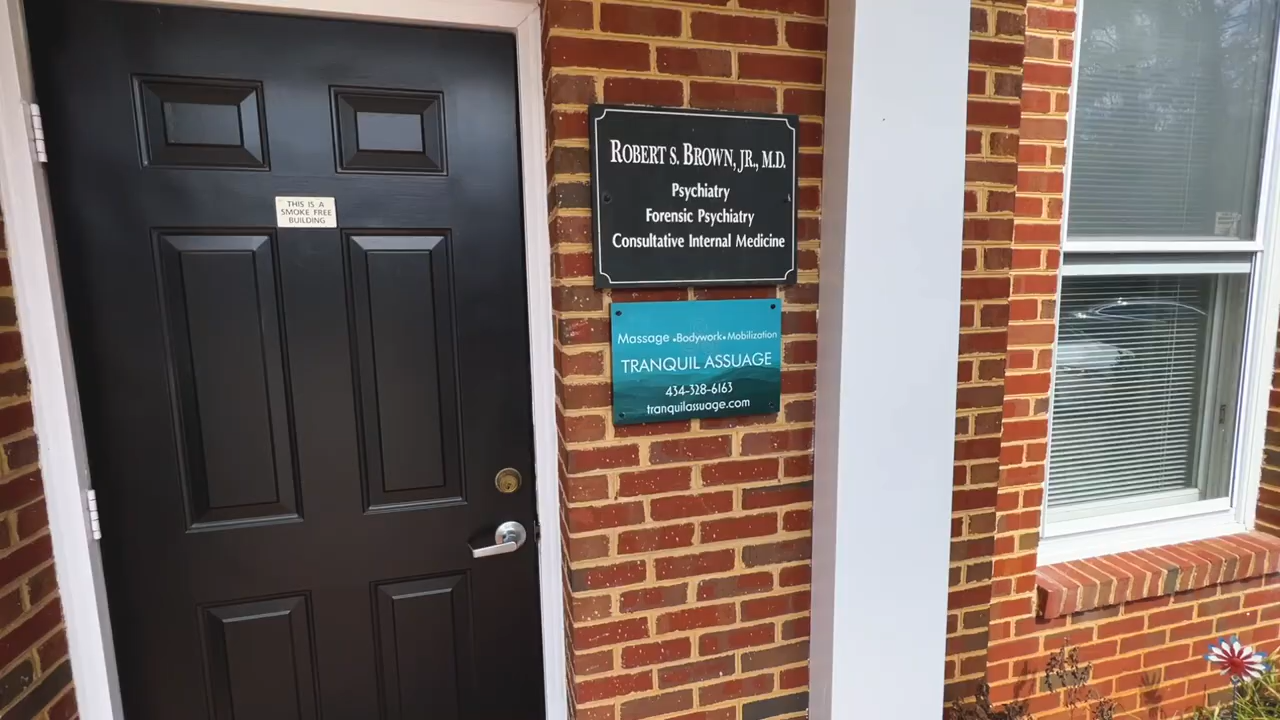 THIS IS A
SMOKE FREE
BUILDING
ROBERT S. BROWN, JR., M.D.
Psychiatry
Forensic Psychiatry
Consultative Internal Medicine
Massage • Bodywork • Mobilization
TRANQUIL ASSUAGE
434-328-6163
tranquilassuage.com